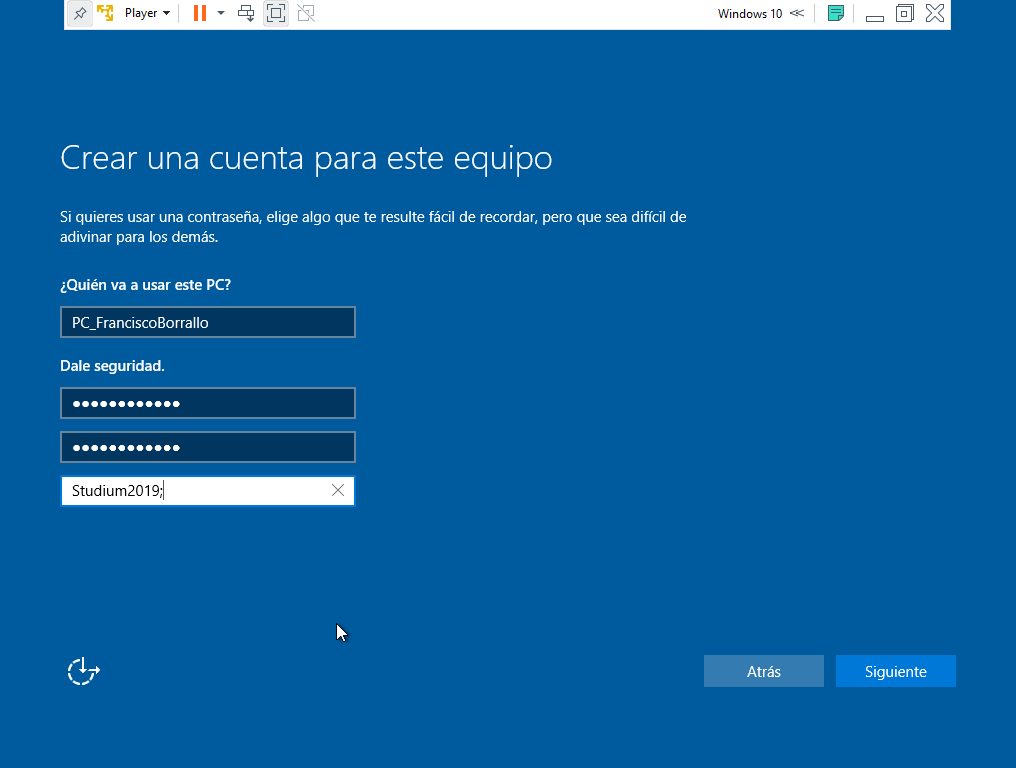 Player
Windows 10
Crear una cuenta para este equipo
Si quieres usar una contraseña, elige algo que te resulte fácil de recordar, pero que sea difícil de
adivinar para los demás.
¿Quién va a usar este PC?
PC_FranciscoBorrallo
Dale seguridad.
●●●●●●●●●●●●
●●●●●●●●●●●●
Studium2019;
Atrás
Siguiente